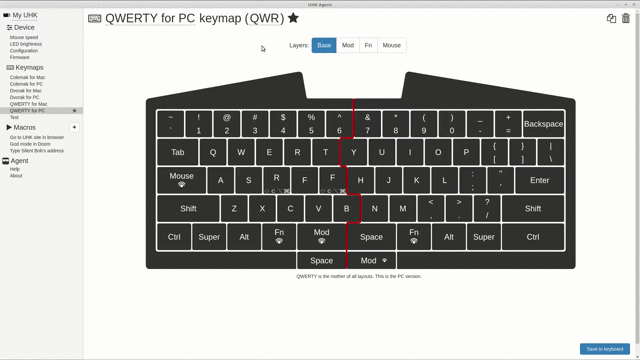 UHK Agent
My UHK
Device
Mouse speed
LED brightness
Configuration
Firmware
Keymaps
Colemak for Mac
Colemak for PC
Dvorak for Mac
Dvorak for PC
QWERTY for Mac
QWERTY for PC
Test
Macros
+
Go to UHK site in browser
God mode in Doom
Type Silent Bob's address
Agent
Help
About
QWERTY for PC keymap (QWR)
Layers: Base Mod Fn Mouse
~ ! @ # $ % ^ & * ( ) _ + Backspace
` 1 2 3 4 5 6 7 8 9 0 - =
Tab Q W E R T Y U I O P { } |
[ ] \
Mouse A S R F F H J K L : " Enter
; '
Shift Z X C V B N M < > ? Shift
, . /
Ctrl Super Alt Fn Mod Space Fn Alt Super Ctrl
Space Mod
QWERTY is the mother of all layouts. This is the PC version.
Save to keyboard